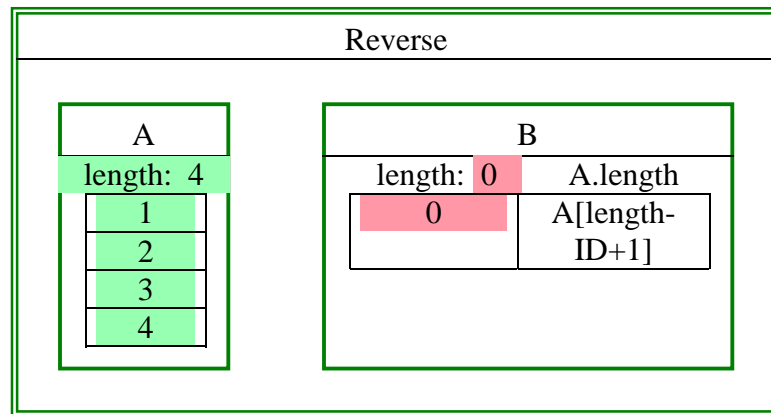 Reverse
A
length: 4
1
2
3
4
B
length: 0 A.length
0 A[length-
ID+1]